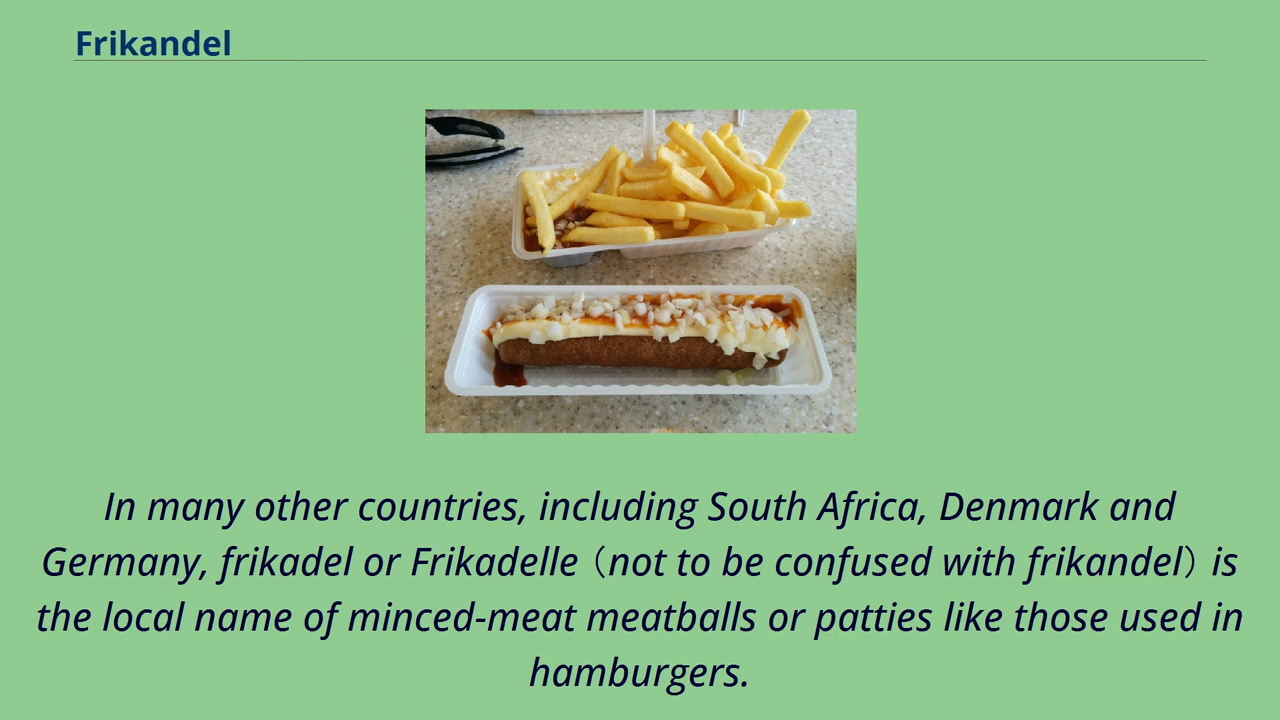 Frikandel
In many other countries, including South Africa, Denmark and
Germany, frikadel or Frikadelle（not to be confused with frikandel）is
the local name of minced-meat meatballs or patties like those used in
hamburgers.